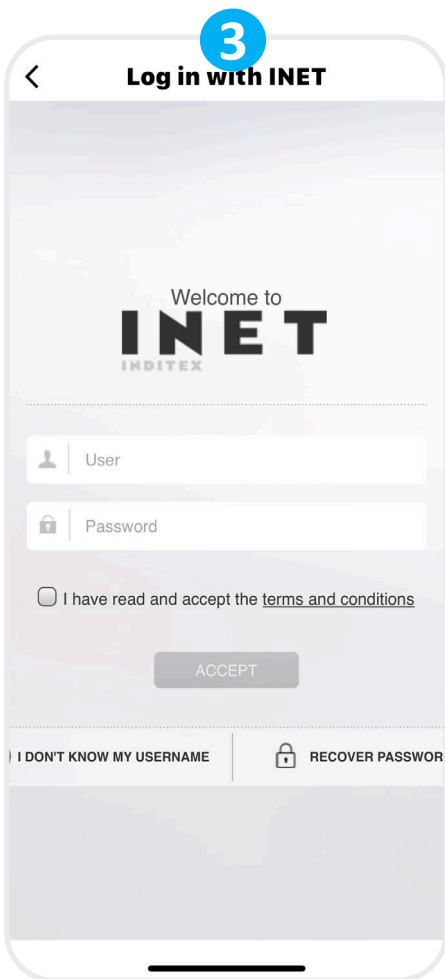 3
Log in with INET
Welcome to
INET
INDITEX
User
Password
I have read and accept the terms and conditions
ACCEPT
I DON'T KNOW MY USERNAME
RECOVER PASSWOR